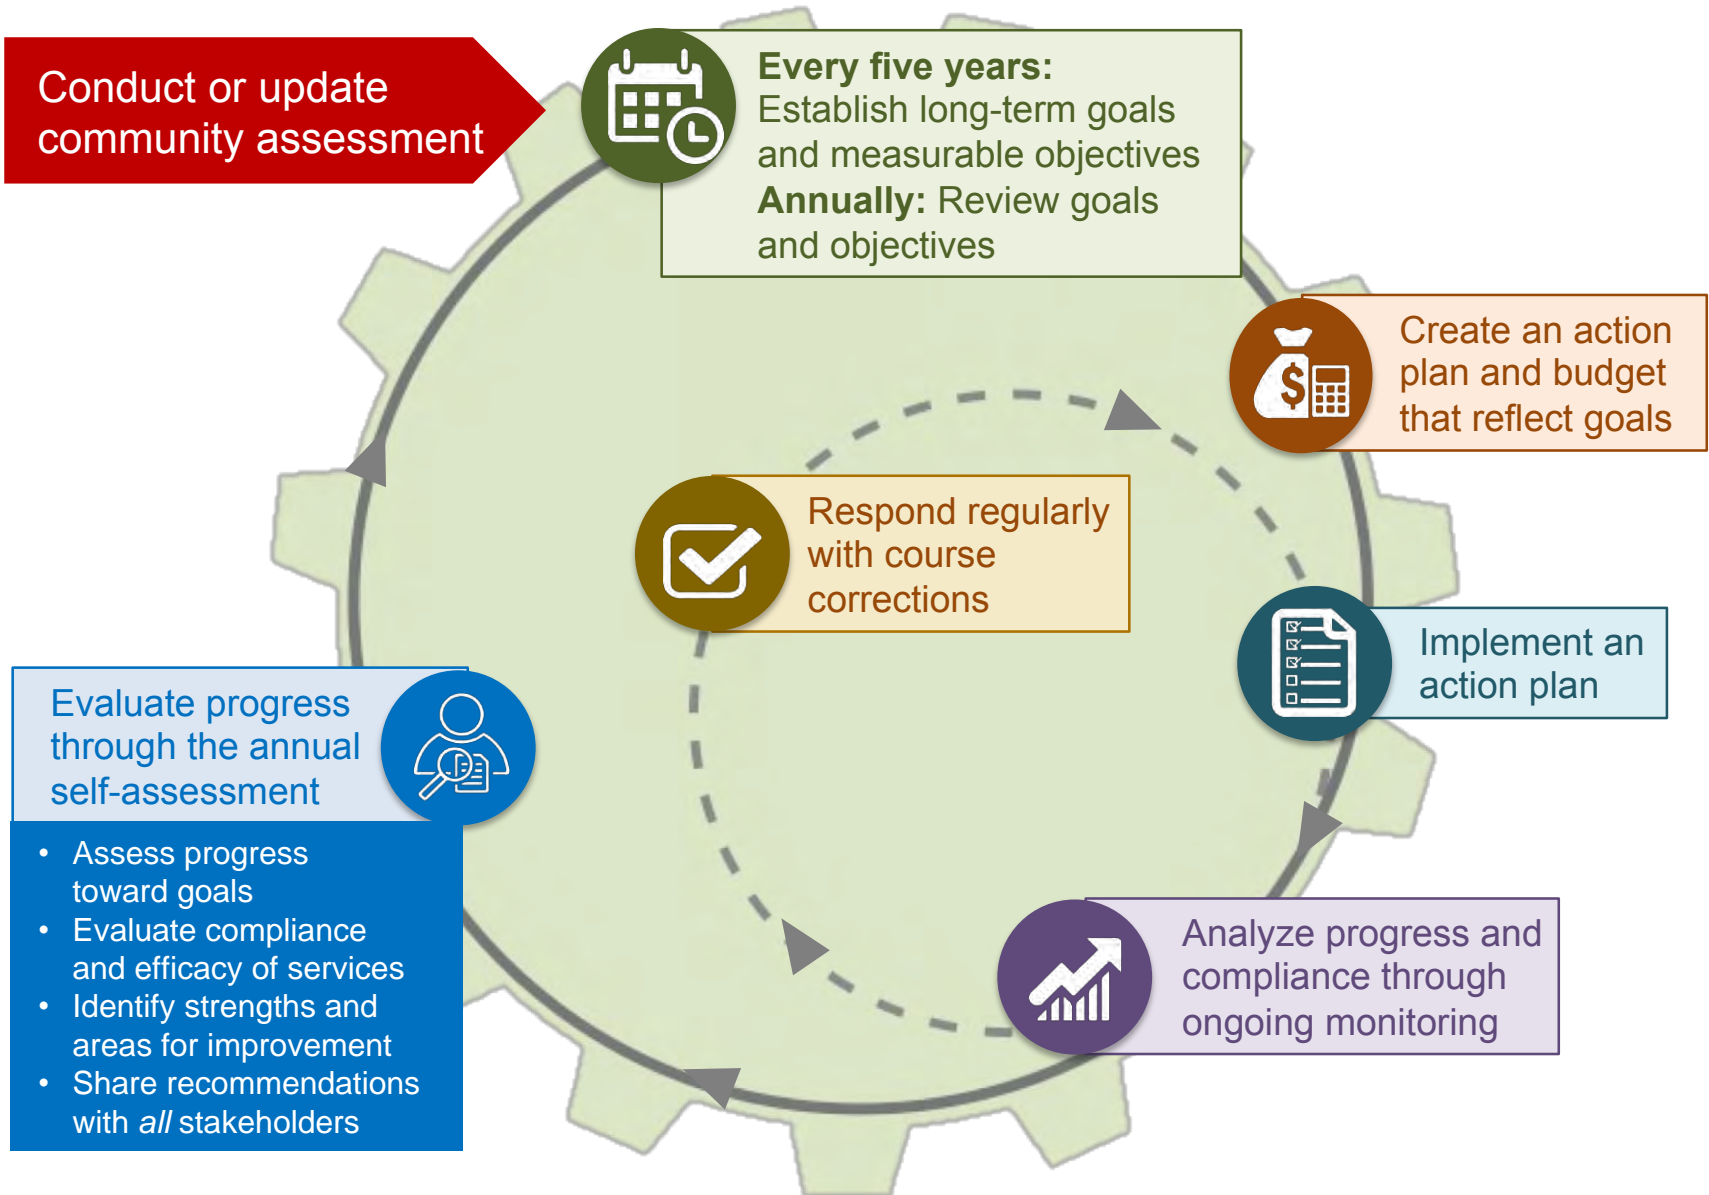 Conduct or update
community assessment
Every five years:
Establish long-term goals
and measurable objectives
Annually: Review goals
and objectives
Create an action
plan and budget
that reflect goals
$
Respond regularly
with course
corrections
Implement an
action plan
Evaluate progress
through the annual
self-assessment
• Assess progress
toward goals
• Evaluate compliance
and efficacy of services
• Identify strengths and
areas for improvement
• Share recommendations
with all stakeholders
Analyze progress and
compliance through
ongoing monitoring